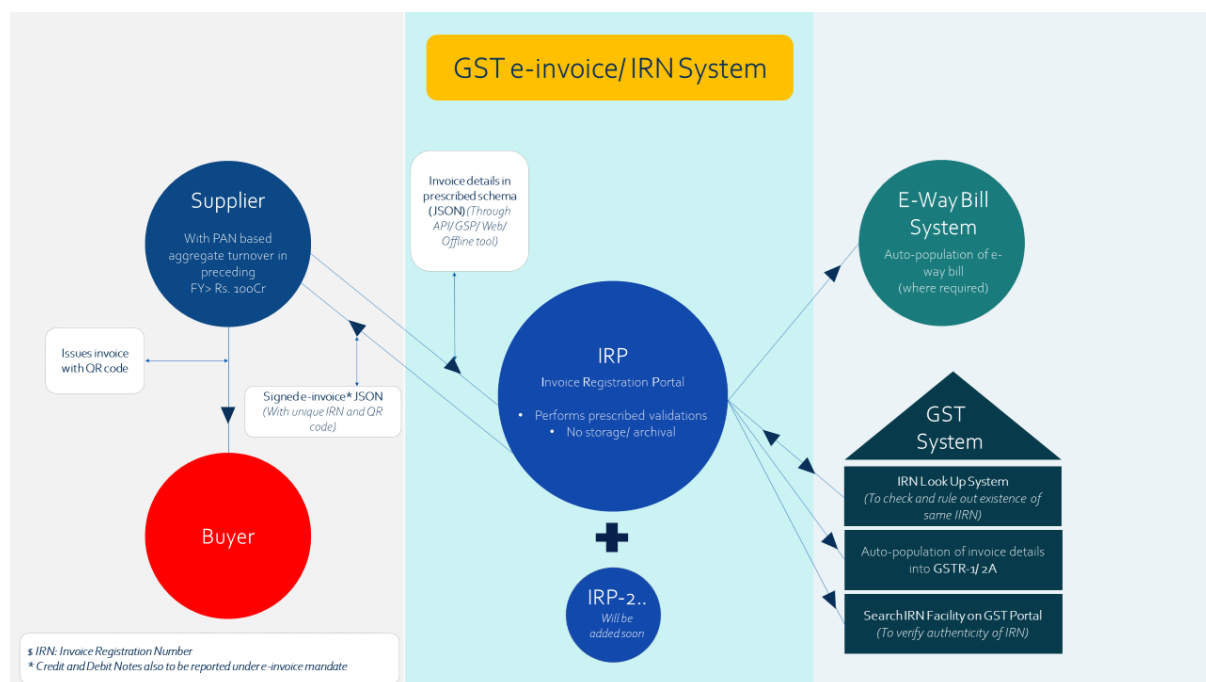 GST e-invoice/ IRN System
Supplier
With PAN based
aggregate turnover in
preceding
FY> Rs. 100Cr
Issues invoice
with QR code
Signed e-invoice* JSON
(With unique IRN and QR
code)
Buyer
$ IRN: Invoice Registration Number
* Credit and Debit Notes also to be reported under e-invoice mandate
Invoice details in
prescribed schema
(JSON) (Through
API/ GSP/ Web/
Offline tool)
IRP
Invoice Registration Portal
• Performs prescribed validations
• No storage/ archival
IRP-2..
Will be
added soon
E-Way Bill
System
Auto-population of e-
way bill
(where required)
GST
System
IRN Look Up System
(To check and rule out existence of
same IIRN)
Auto-population of invoice details
into GSTR-1/ 2A
Search IRN Facility on GST Portal
(To verify authenticity of IRN)